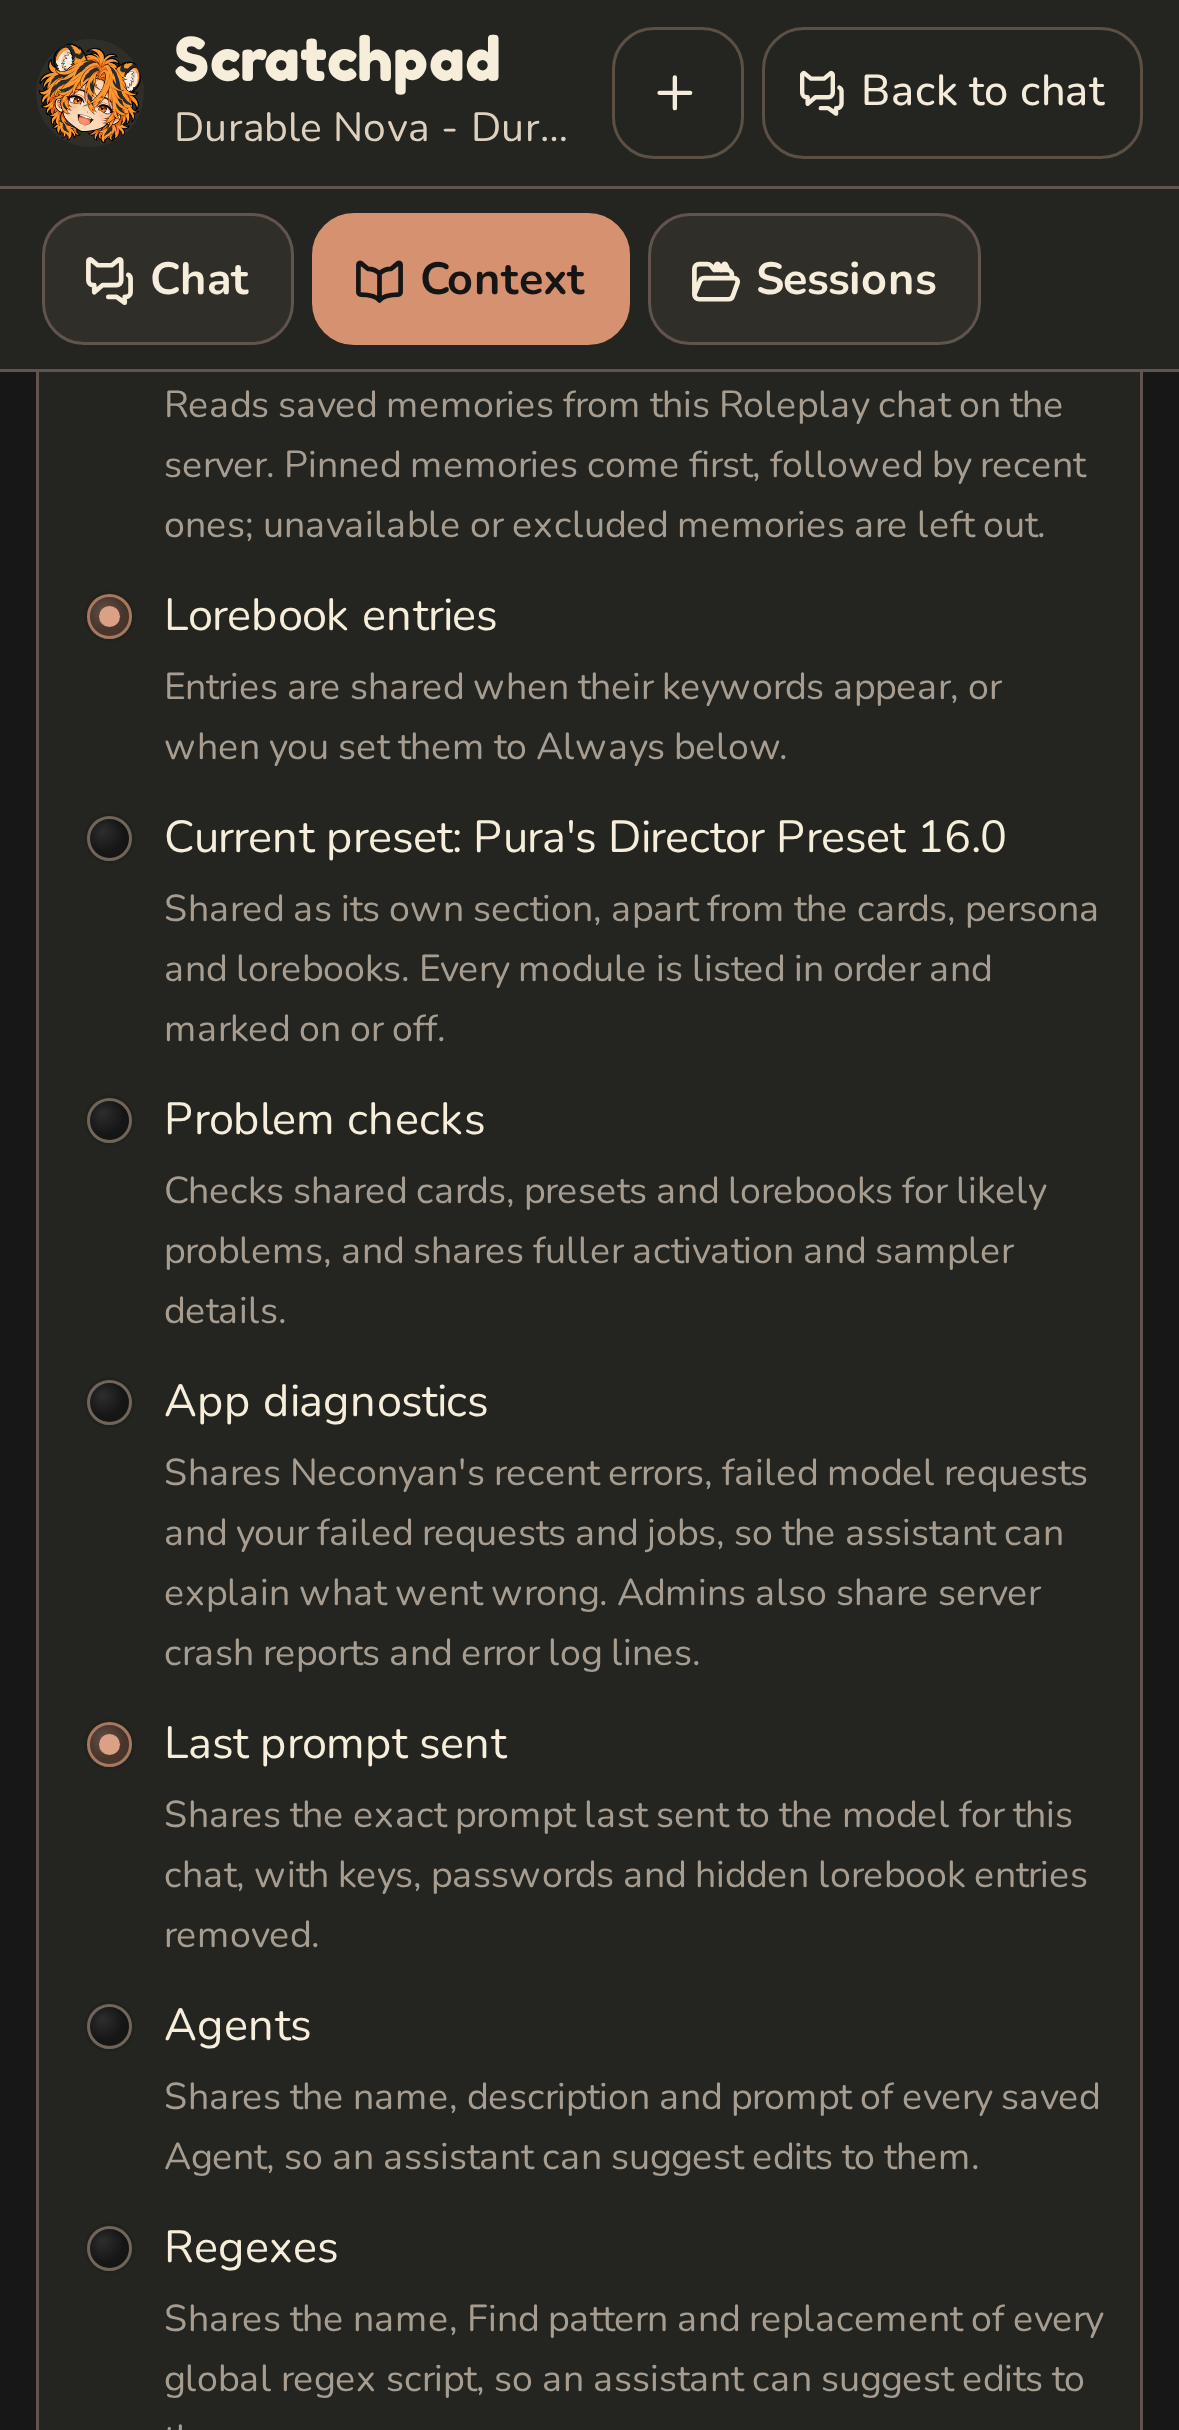 Scratchpad
Durable Nova - Dur...
Back to chat
Chat
Context
Sessions
Reads saved memories from this Roleplay chat on the
server. Pinned memories come first, followed by recent
ones; unavailable or excluded memories are left out.
Lorebook entries
Entries are shared when their keywords appear, or
when you set them to Always below.
Current preset: Pura's Director Preset 16.0
Shared as its own section, apart from the cards, persona
and lorebooks. Every module is listed in order and
marked on or off.
Problem checks
Checks shared cards, presets and lorebooks for likely
problems, and shares fuller activation and sampler
details.
App diagnostics
Shares Neconyan's recent errors, failed model requests
and your failed requests and jobs, so the assistant can
explain what went wrong. Admins also share server
crash reports and error log lines.
Last prompt sent
Shares the exact prompt last sent to the model for this
chat, with keys, passwords and hidden lorebook entries
removed.
Agents
Shares the name, description and prompt of every saved
Agent, so an assistant can suggest edits to them.
Regexes
Shares the name, Find pattern and replacement of every
global regex script, so an assistant can suggest edits to